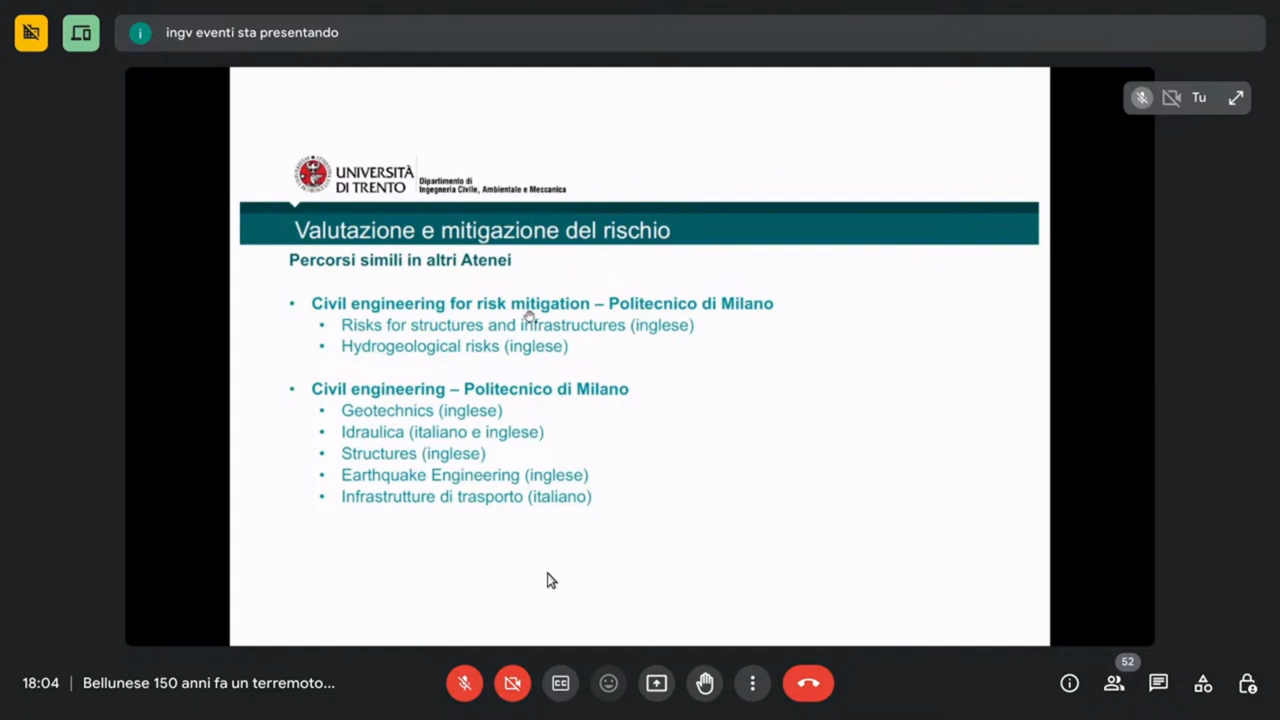 ingv eventi sta presentando
Tu
UNIVERSITÀ
DI TRENTO
Dipartimento di
Ingegneria Civile, Ambientale e Meccanica
Valutazione e mitigazione del rischio
Percorsi simili in altri Atenei
• Civil engineering for risk mitigation – Politecnico di Milano
• Risks for structures and infrastructures (inglese)
• Hydrogeological risks (inglese)
• Civil engineering – Politecnico di Milano
• Geotechnics (inglese)
• Idraulica (italiano e inglese)
• Structures (inglese)
• Earthquake Engineering (inglese)
• Infrastrutture di trasporto (italiano)
18:04 | Bellunese 150 anni fa un terremoto...
CC
52